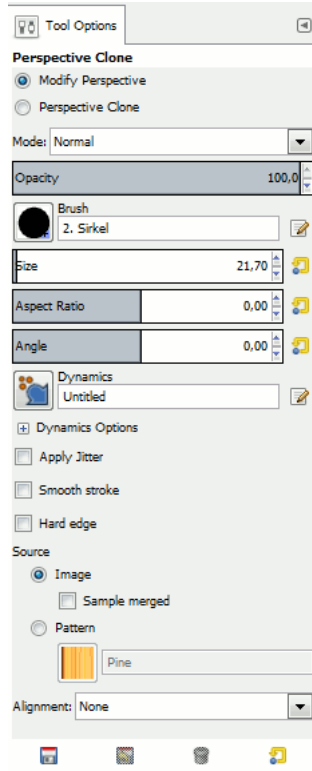 Tool Options
Perspective Clone
Modify Perspective
Perspective Clone
Mode: Normal
Opacity 100,0
Brush
2. Sirkel
Size 21,70
Aspect Ratio 0,00
Angle 0,00
Dynamics
Untitled
Dynamics Options
Apply Jitter
Smooth stroke
Hard edge
Source
Image
Sample merged
Pattern
Pine
Alignment: None